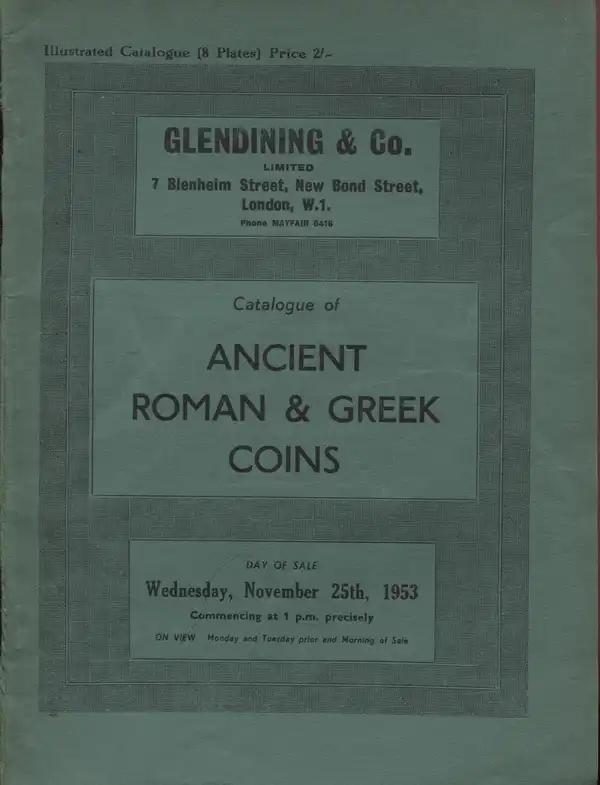 Illustrated Catalogue [8 Plates] Price 2/-
GLENDINING & Co.
LIMITED
7 Blenheim Street, New Bond Street,
London, W.1.
Phone MAYFAIR 0416
Catalogue of
ANCIENT
ROMAN & GREEK
COINS
DAY OF SALE
Wednesday, November 25th, 1953
Commencing at 1 p.m. precisely
ON VIEW Monday and Tuesday prior and Morning of Sale